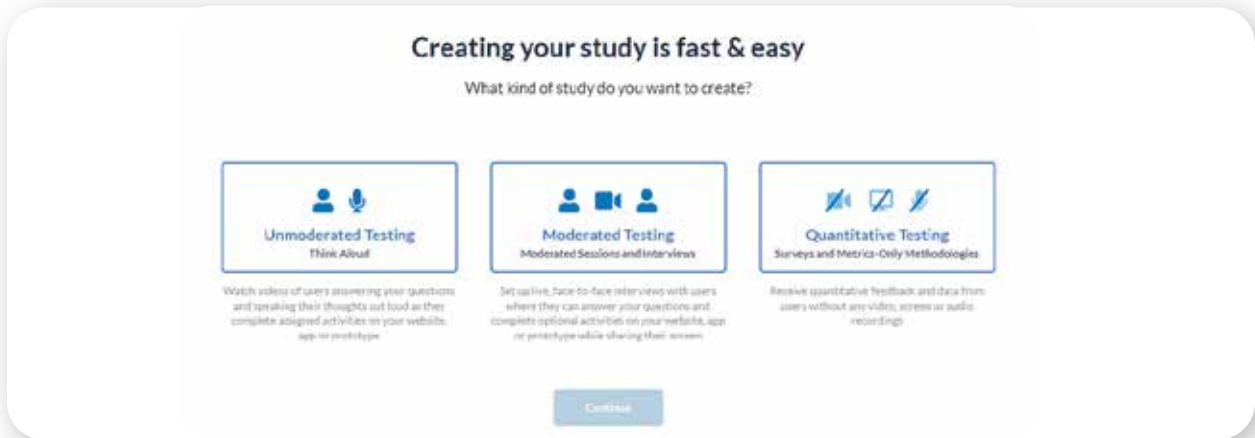 Creating your study is fast & easy
What kind of study do you want to create?
Unmoderated Testing
Think Aloud
Watch videos of users answering your questions
and speaking their thoughts out loud as they
complete assigned activities on your website,
app or prototype
Moderated Testing
Moderated Sessions and Interviews
Set up live, face-to-face interviews with users
where they can answer your questions and
complete optional activities on your website, app
or prototype while sharing their screen
Quantitative Testing
Surveys and Metrics-Only Methodologies
Receive quantitative feedback and data from
users without any video, screen or audio
recordings
Continue